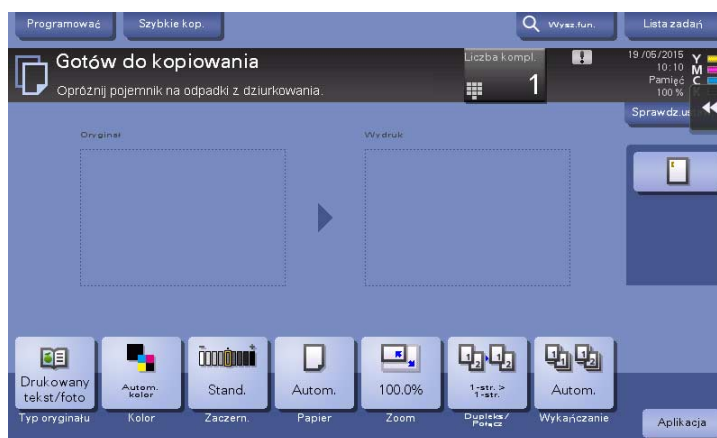 Programować
Szybkie kop.
Wysz.fun.
Lista zadań
Gotów do kopiowania
Opróżnij pojemnik na odpadki z dziurkowania.
Liczba kompl.
1
19/05/2015
10:10
Pamięć
100 %
Y
M
C
K
Sprawdz.us
Oryginał
Wydruk
Drukowany
tekst/foto
Autom.
kolor
Stand.
Autom.
100.0%
1-str. >
1-str.
Autom.
Typ oryginału
Kolor
Zaczern.
Papier
Zoom
Dupleks/
Połącz
Wykańczanie
Aplikacja